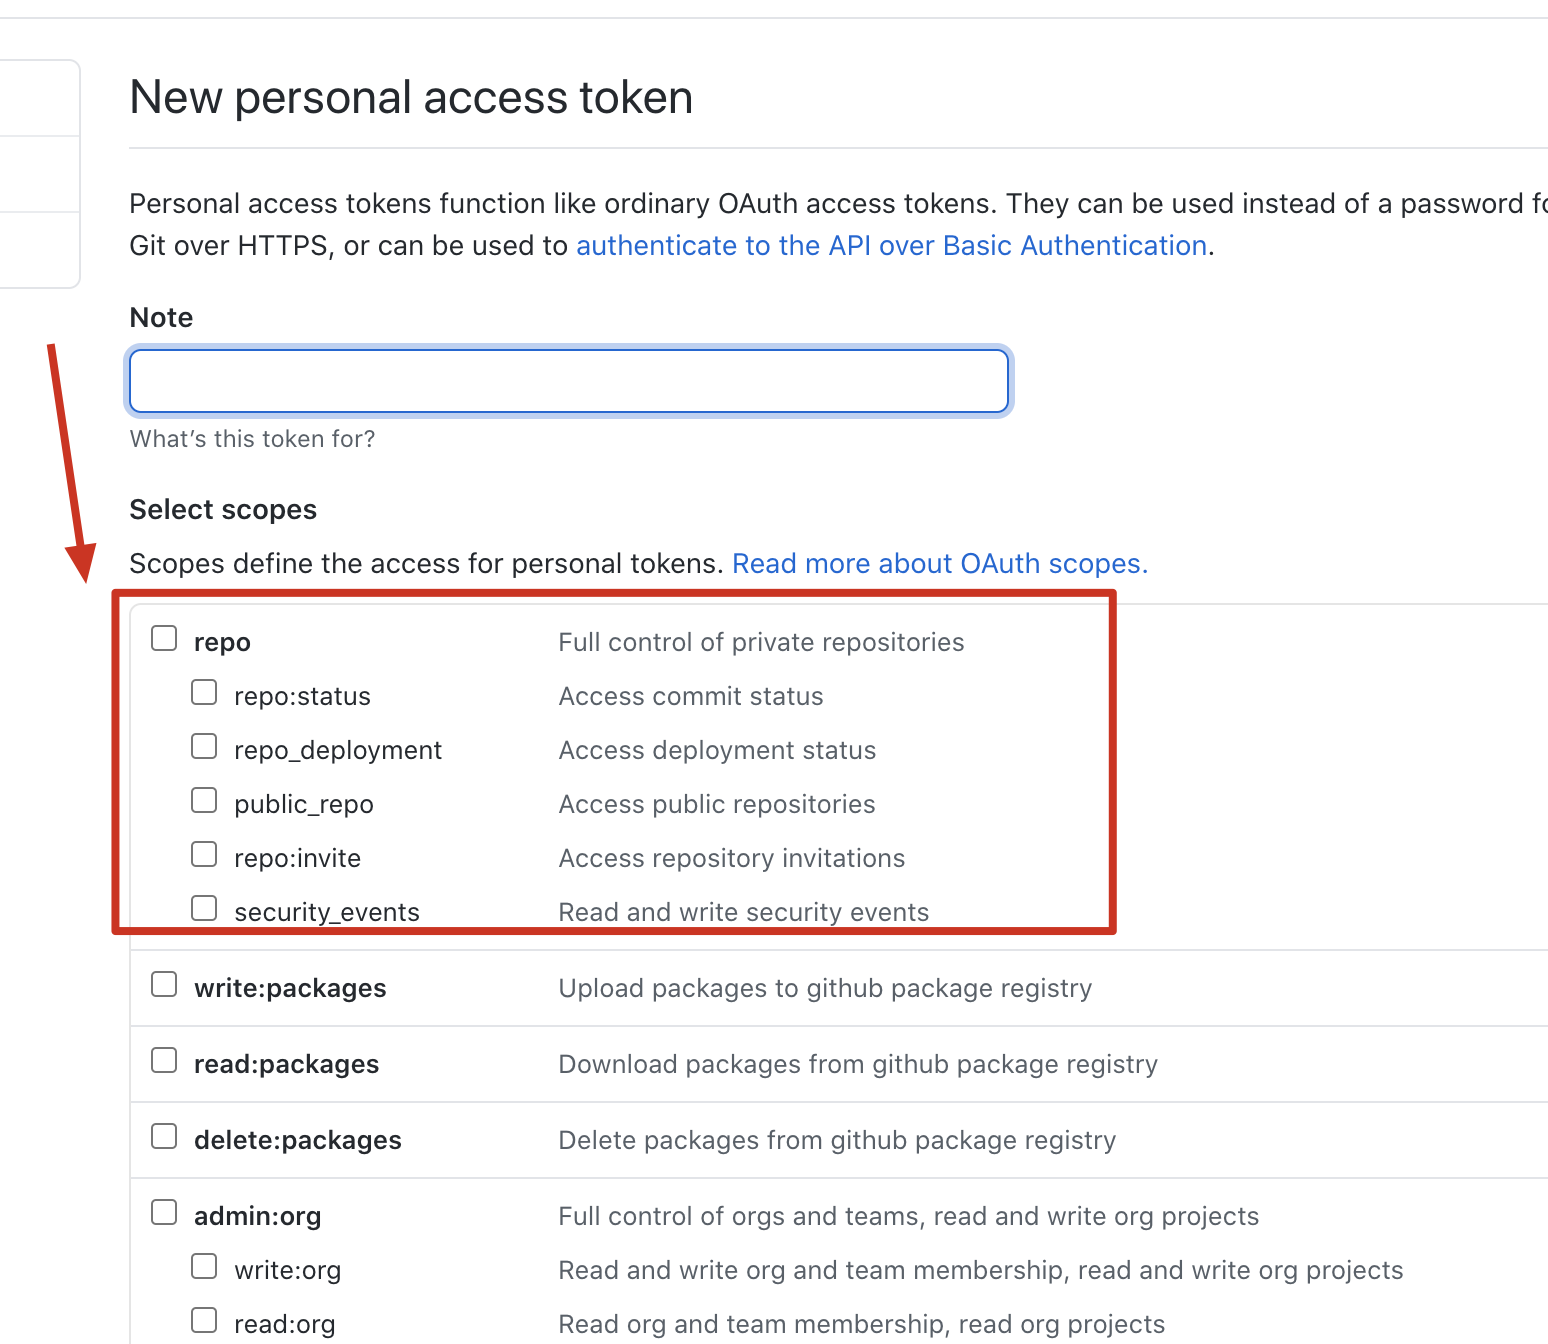 New personal access token
Personal access tokens function like ordinary OAuth access tokens. They can be used instead of a password
Git over HTTPS, or can be used to authenticate to the API over Basic Authentication.
Note
What's this token for?
Select scopes
Scopes define the access for personal tokens. Read more about OAuth scopes.
repo Full control of private repositories
repo:status Access commit status
repo_deployment Access deployment status
public_repo Access public repositories
repo:invite Access repository invitations
security_events Read and write security events
write:packages Upload packages to github package registry
read:packages Download packages from github package registry
delete:packages Delete packages from github package registry
admin:org Full control of orgs and teams, read and write org projects
write:org Read and write org and team membership, read and write org projects
read:org Read org and team membership, read org projects